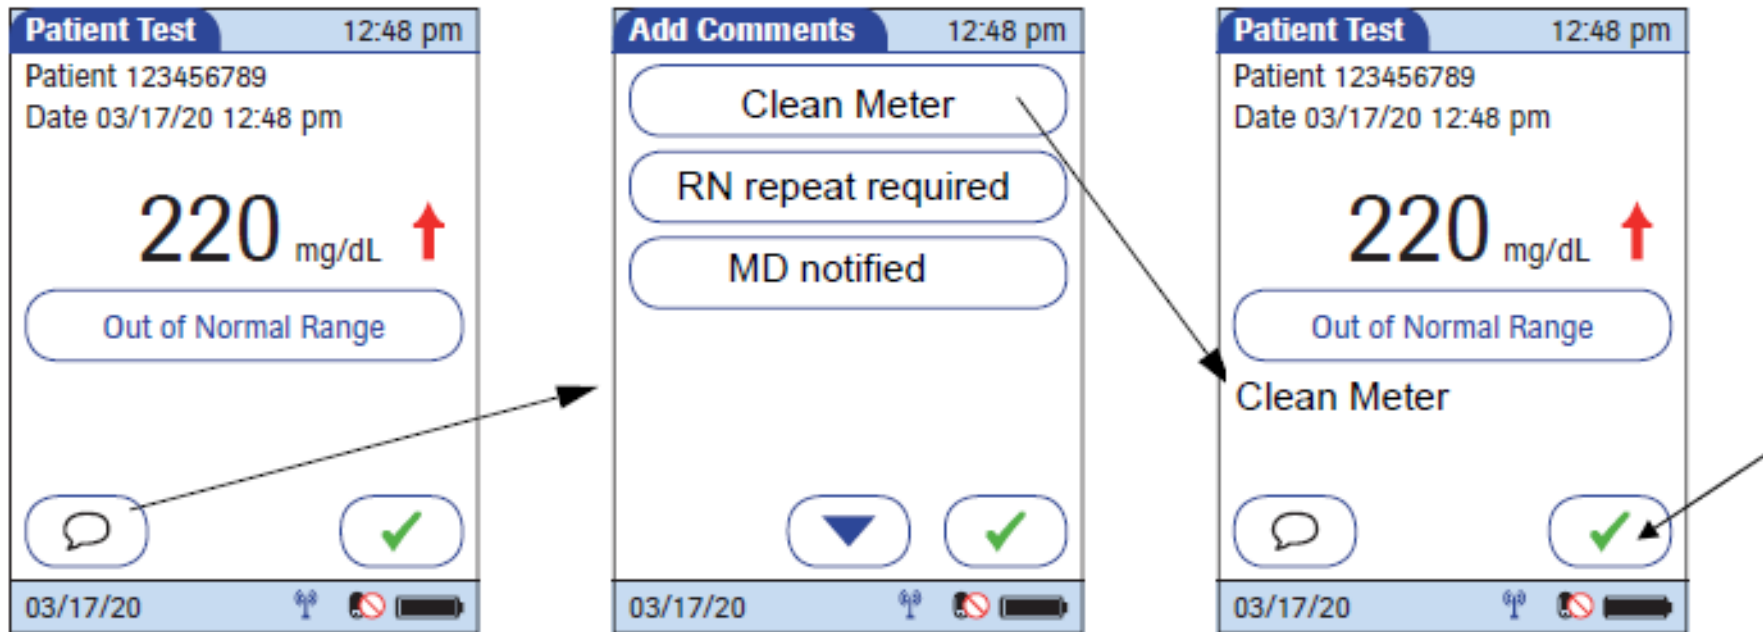 Patient Test 12:48 pm
Patient 123456789
Date 03/17/20 12:48 pm
220 mg/dL
Out of Normal Range
03/17/20
Add Comments 12:48 pm
Clean Meter
RN repeat required
MD notified
03/17/20
Patient Test 12:48 pm
Patient 123456789
Date 03/17/20 12:48 pm
220 mg/dL
Out of Normal Range
Clean Meter
03/17/20